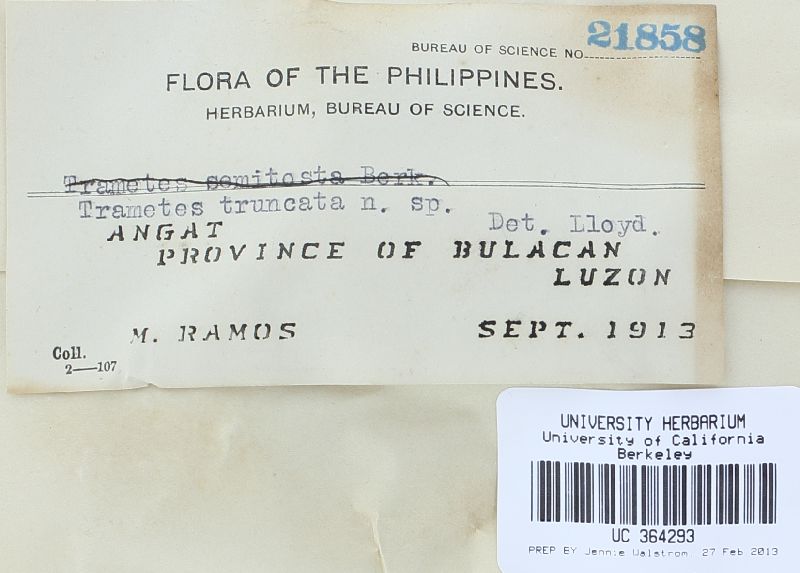 BUREAU OF SCIENCE NO. 21858
FLORA OF THE PHILIPPINES.
HERBARIUM, BUREAU OF SCIENCE.
Trametes semitosta Berk.
Trametes truncata n. sp.
Det. Lloyd.
ANGAT
PROVINCE OF BULACAN
LUZON
M. RAMOS SEPT. 1913
Coll.
2—107
UNIVERSITY HERBARIUM
University of California
Berkeley
UC 364293
PREP BY Jennie Walstrom, 27 Feb 2013